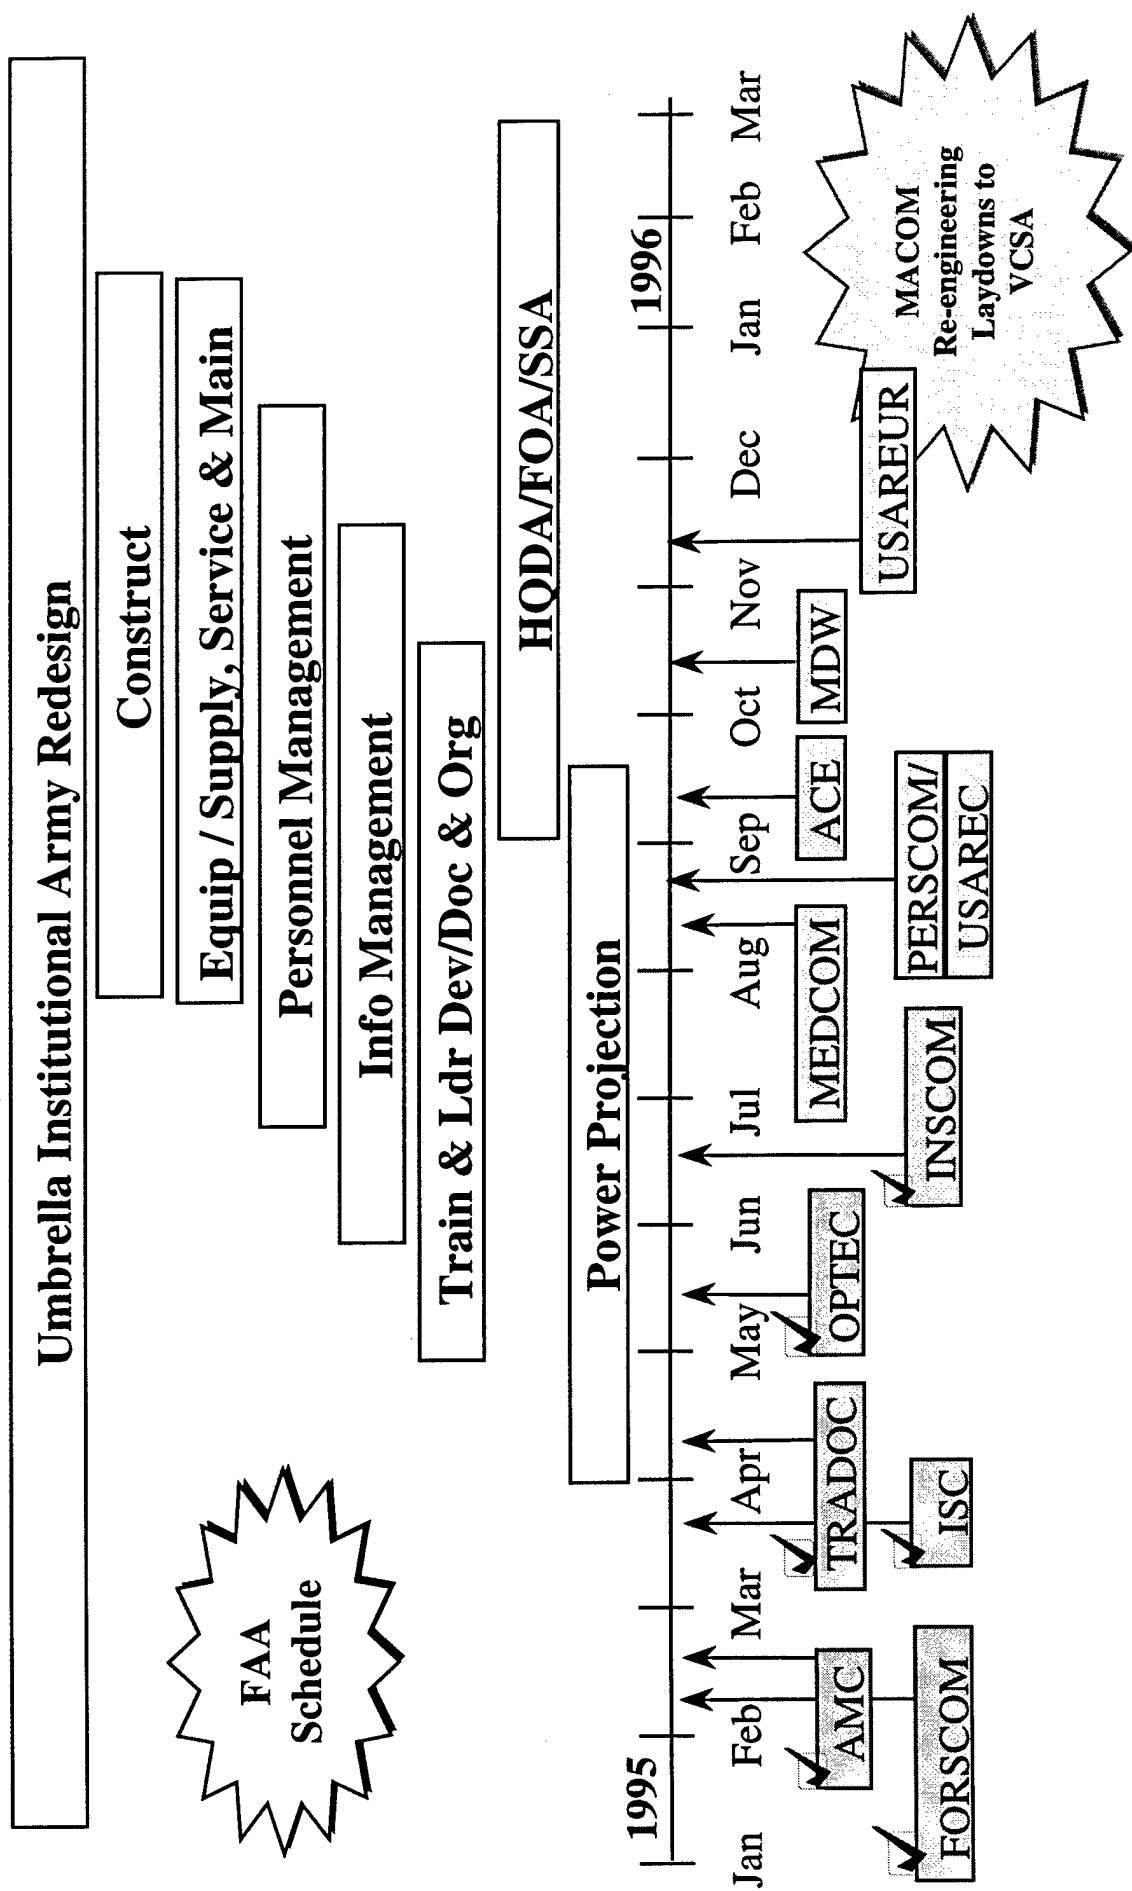 Umbrella Institutional Army Redesign
Construct
Equip / Supply, Service & Main
Personnel Management
Info Management
Train & Ldr Dev/Doc & Org
HQDA/FOA/SSA
Power Projection
FAA
Schedule
1995
1996
Jan Feb Mar Apr May Jun Jul Aug Sep Oct Nov Dec Jan Feb Mar
AMC
TRADOC
OPTEC
MEDCOM
ACE
MDW
USAREUR
FORSCOM
ISC
INSCOM
PERSCOM/
USAREC
MACOM
Re-engineering
Laydowns to
VCSA